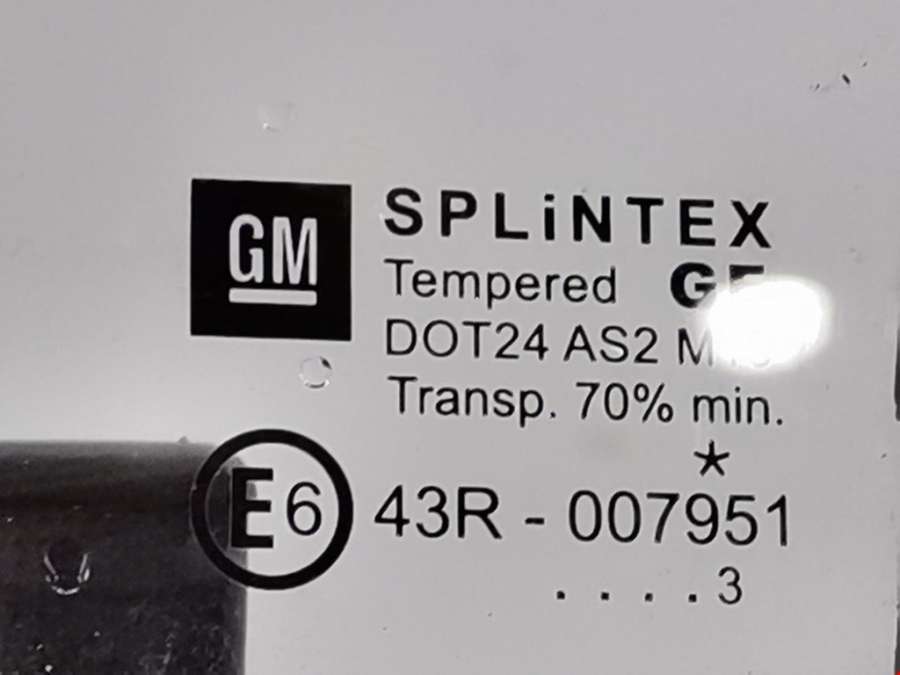 GM
SPLiNTEX
Tempered
DOT24 AS2
Transp. 70% min.
*
E6 43R - 007951
. . . . 3